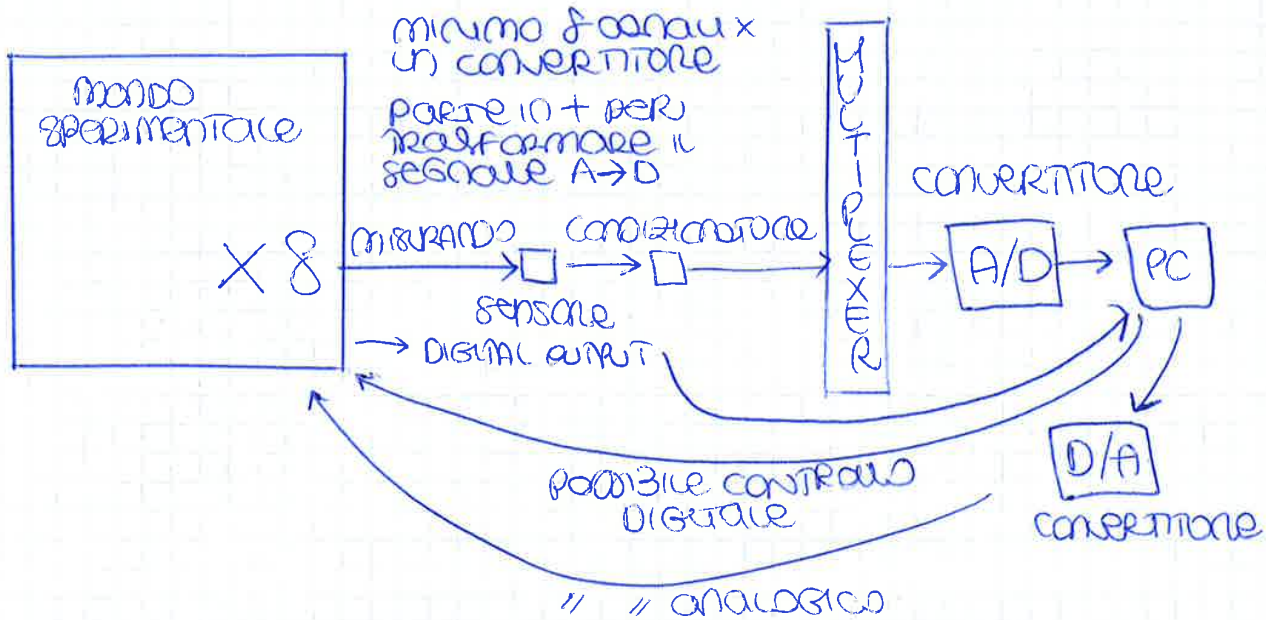 MINIMO 8 CANALI X
UN CONVERTITORE
PARTE IN + PER
TRASFORMARE IL
SEGNALE A→D
MONDO
SPERIMENTALE
X 8
MISURANDO
SENSORE
CONDIZIONATORE
MULTIPLEXER
CONVERTITORE
A/D
PC
→ DIGITAL OUTPUT
POSSIBILE CONTROLLO
DIGITALE
D/A
CONVERTITORE
" " ANALOGICO